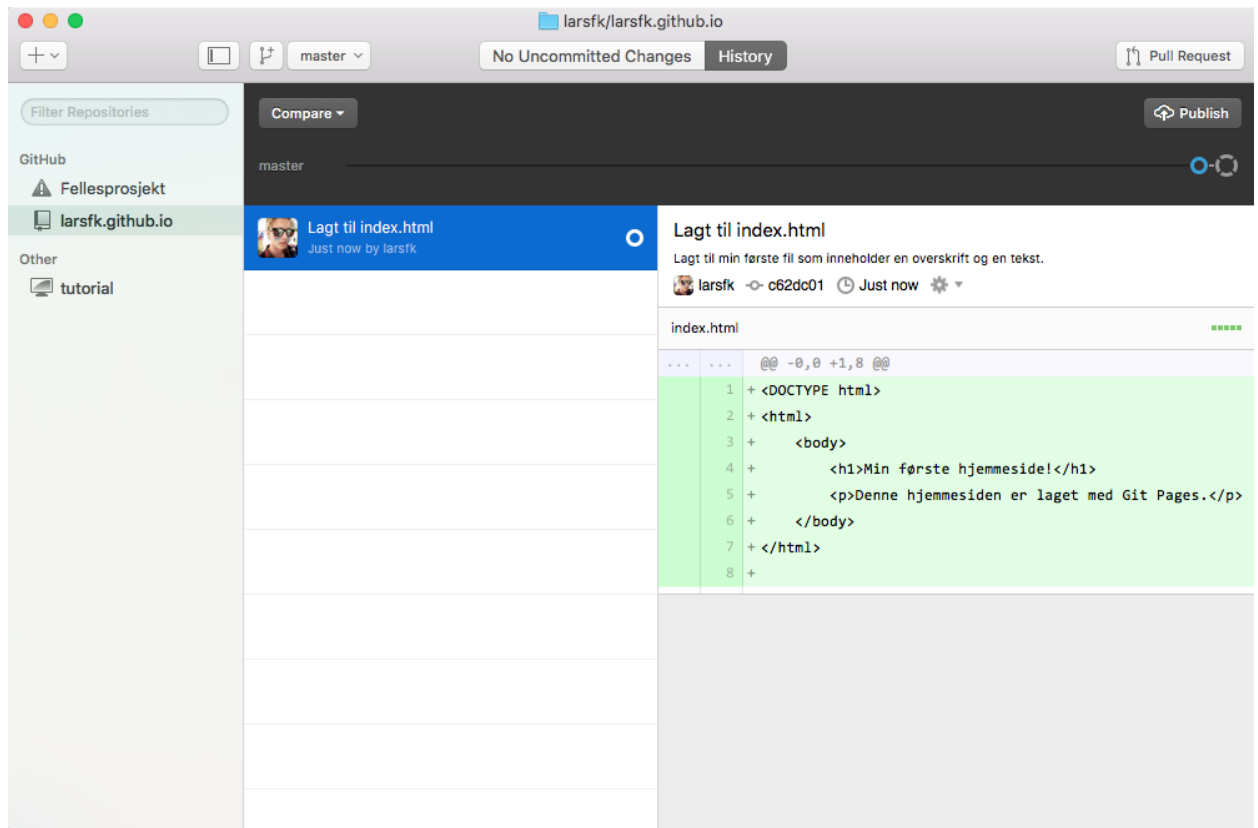 larsfk/larsfk.github.io
master No Uncommitted Changes History Pull Request
Filter Repositories
Compare Publish
GitHub
master
Fellesprosjekt
larsfk.github.io
Other
tutorial
Lagt til index.html
Just now by larsfk
Lagt til index.html
Lagt til min første fil som inneholder en overskrift og en tekst.
larsfk c62dc01 Just now
index.html
... ... @@ -0,0 +1,8 @@
1 + <DOCTYPE html>
2 + <html>
3 +     <body>
4 +         <h1>Min første hjemmeside!</h1>
5 +         <p>Denne hjemmesiden er laget med Git Pages.</p>
6 +     </body>
7 + </html>
8 +